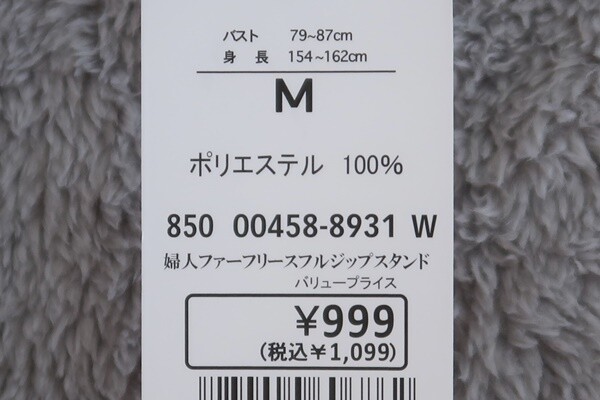 バスト 79~87cm
身長 154~162cm
M
ポリエステル 100%
850 00458-8931 W
婦人ファーフリースフルジップスタンド
バリュープライス
¥999
(税込¥1,099)